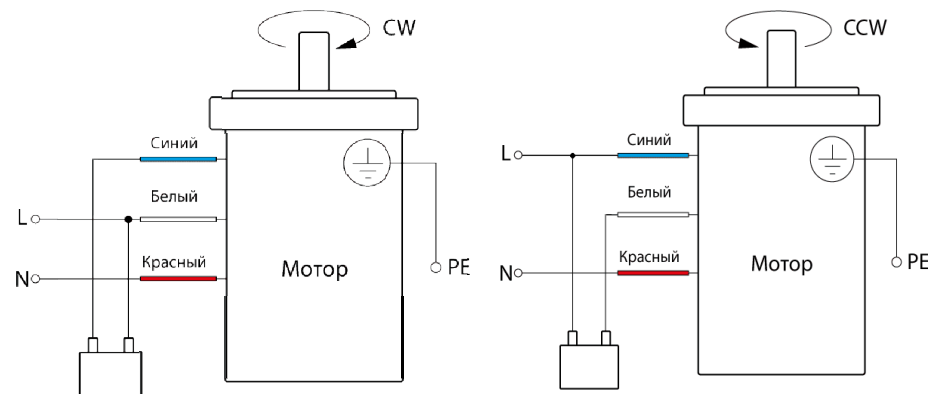 CW
Синий
Белый
L
Красный
N
Мотор
PE
CCW
Синий
L
Белый
Красный
N
Мотор
PE